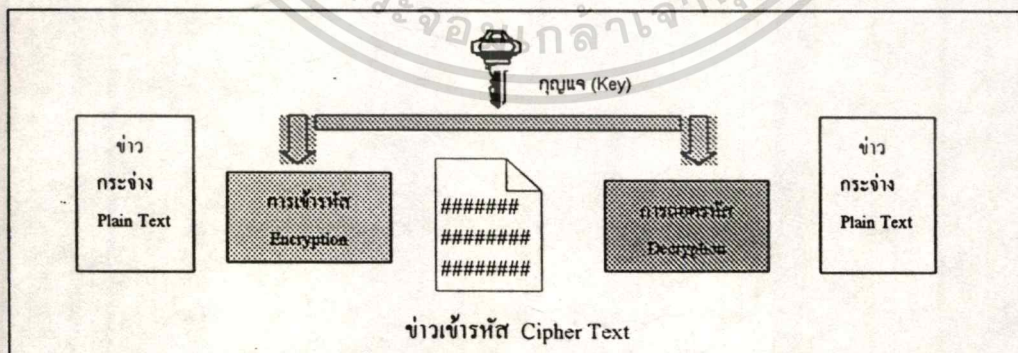 กุญแจ (Key)
ข่าว
กระจ่าง
Plain Text
การเข้ารหัส
Encryption
#######
########
########
การถอดรหัส
Decryption
ข่าว
กระจ่าง
Plain Text
ข่าวเข้ารหัส Cipher Text